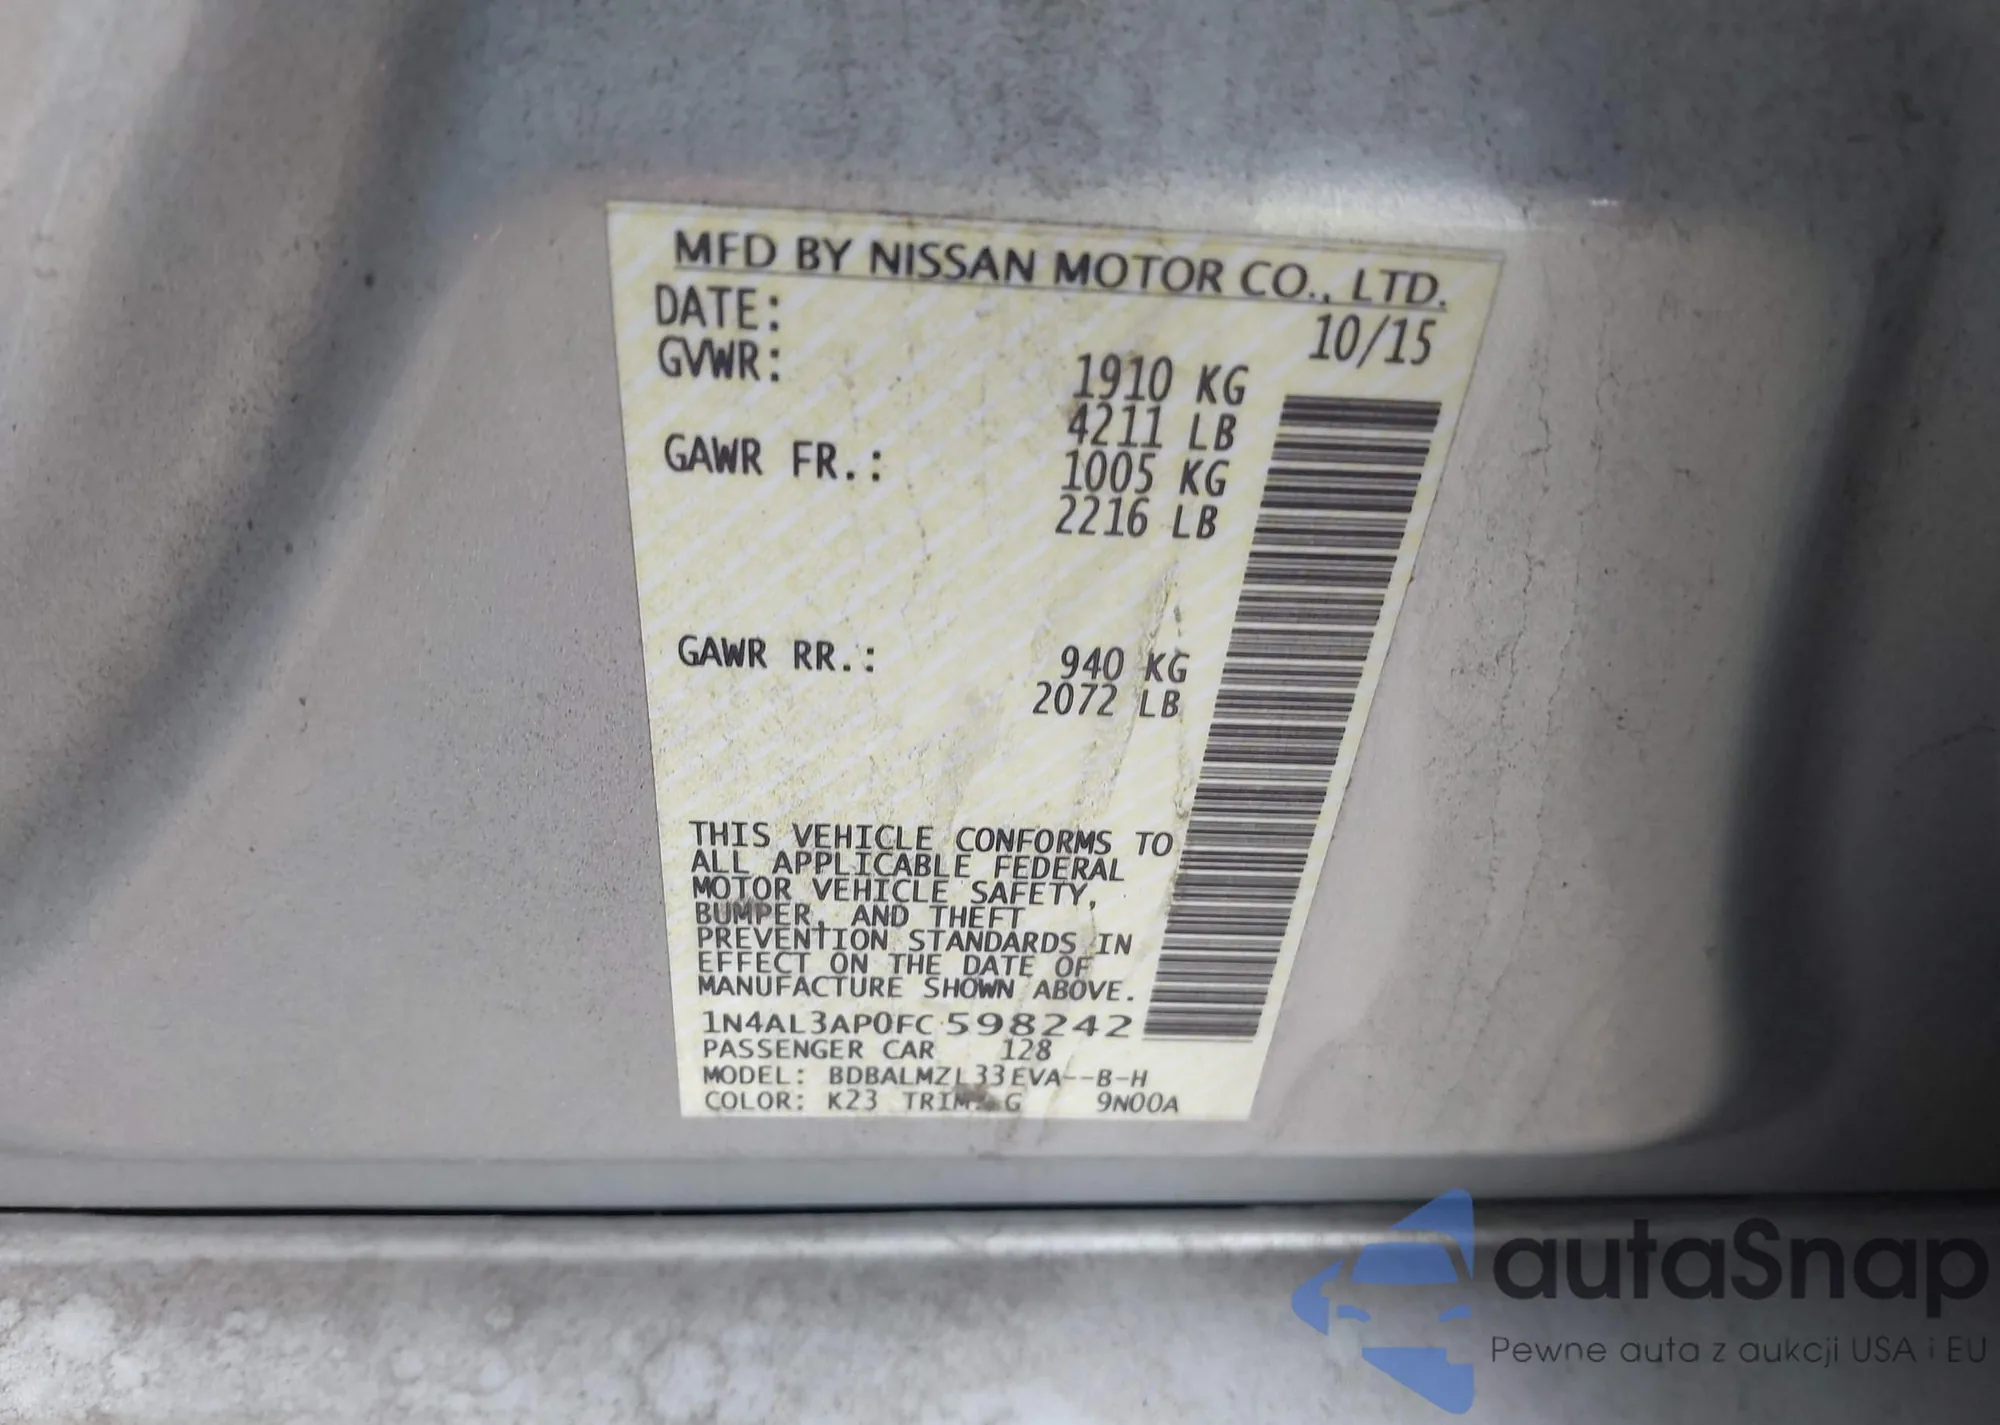 MFD BY NISSAN MOTOR CO., LTD.
DATE: 10/15
GVWR: 1910 KG
4211 LB
GAWR FR.: 1005 KG
2216 LB
GAWR RR.: 940 KG
2072 LB
THIS VEHICLE CONFORMS TO
ALL APPLICABLE FEDERAL
MOTOR VEHICLE SAFETY,
BUMPER, AND THEFT
PREVENTION STANDARDS IN
EFFECT ON THE DATE OF
MANUFACTURE SHOWN ABOVE.
1N4AL3AP0FC598242
PASSENGER CAR 128
MODEL: BDBALMZL33EVA--B-H
COLOR: K23 TRIM: G 9N00A
autaSnap
Pewne auta z aukcji USA i EU